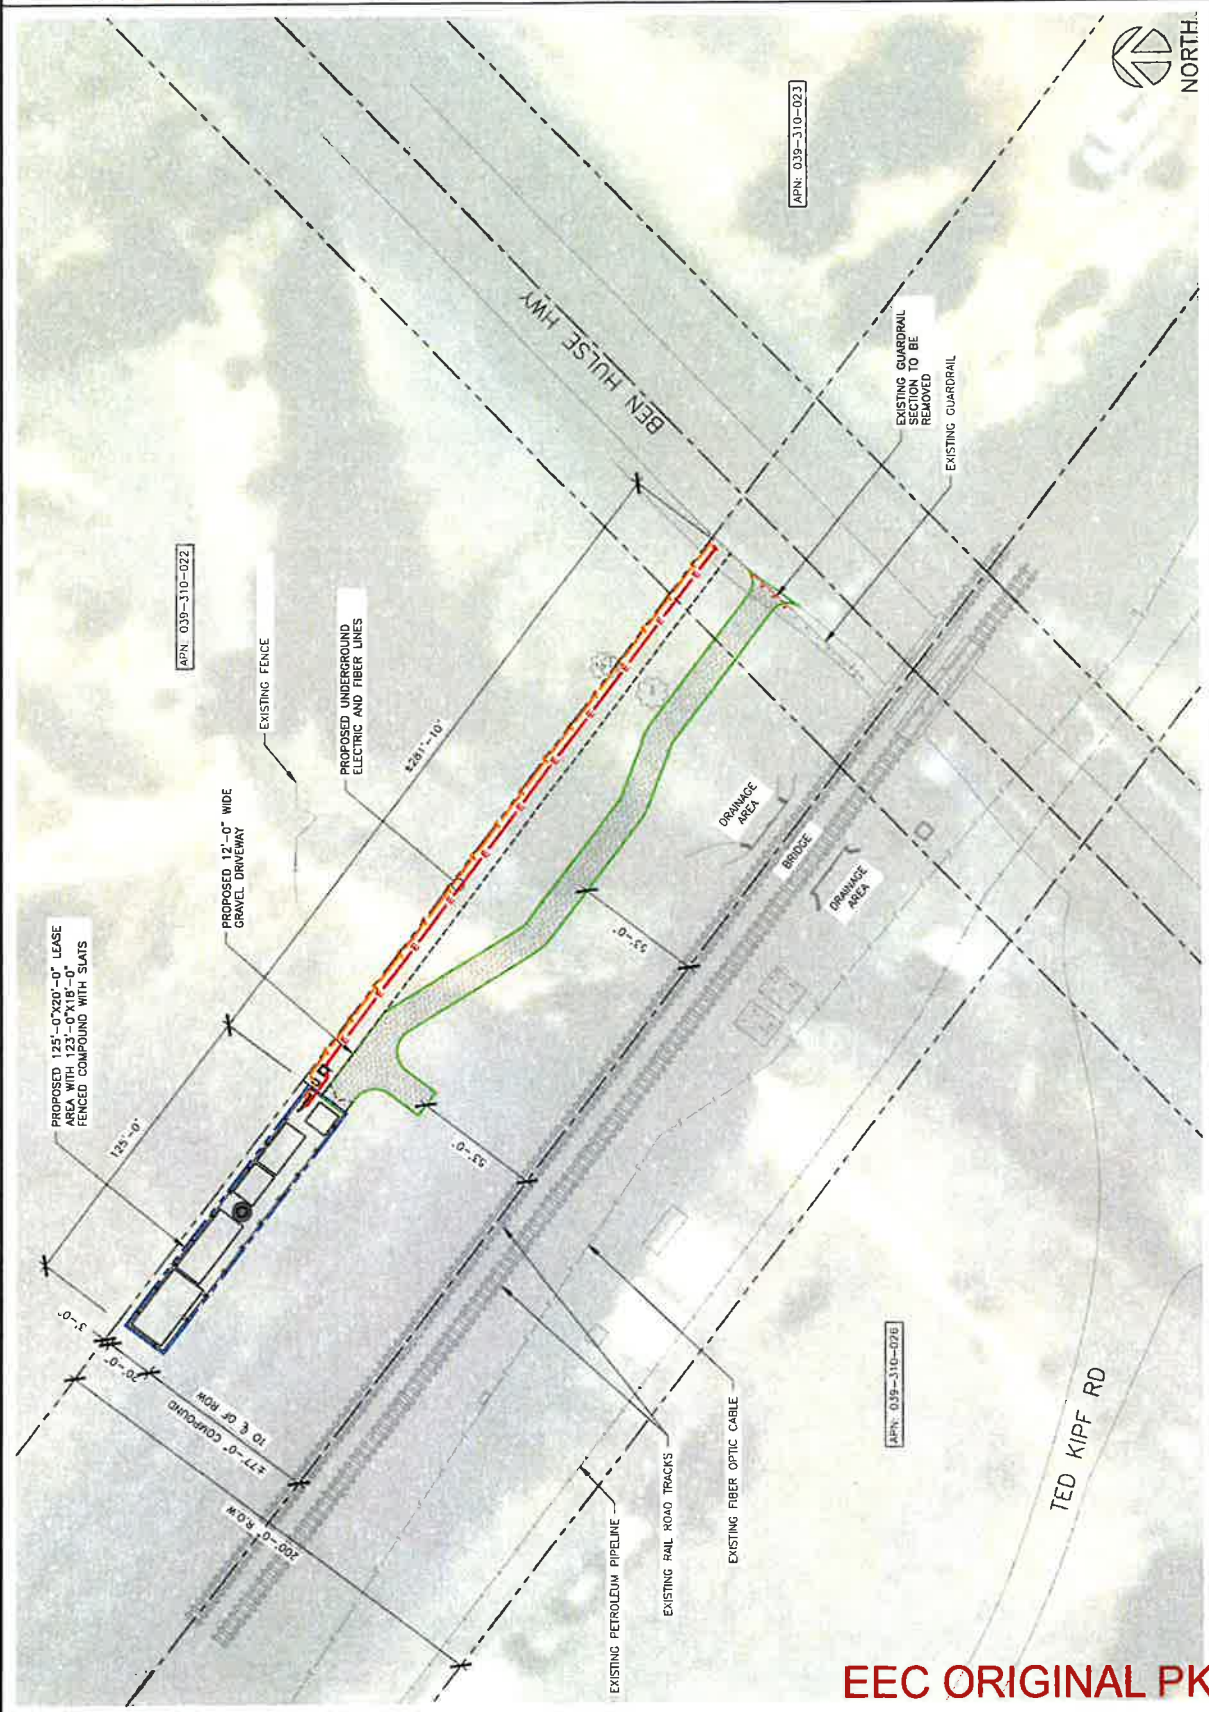 NORTH
APN: 039-310-023
APN: 039-310-022
BEN HULSE HWY
EXISTING GUARDRAIL
SECTION TO BE
REMOVED
EXISTING GUARDRAIL
EXISTING FENCE
PROPOSED UNDERGROUND
ELECTRIC AND FIBER LINES
±281'-10"
PROPOSED 12'-0" WIDE
GRAVEL DRIVEWAY
PROPOSED 125'-0"X20'-0" LEASE
AREA WITH 123'-0"X18'-0"
FENCED COMPOUND WITH SLATS
125'-0"
3'-0"
20'-0"
±77'-0" COMPOUND
TO ℄ OF ROW
200'-0" R.O.W
53'-0"
53'-0"
DRAINAGE
AREA
BRIDGE
DRAINAGE
AREA
EXISTING PETROLEUM PIPELINE
EXISTING RAIL ROAD TRACKS
EXISTING FIBER OPTIC CABLE
APN: 039-310-026
TED KIPF RD
EEC ORIGINAL PK